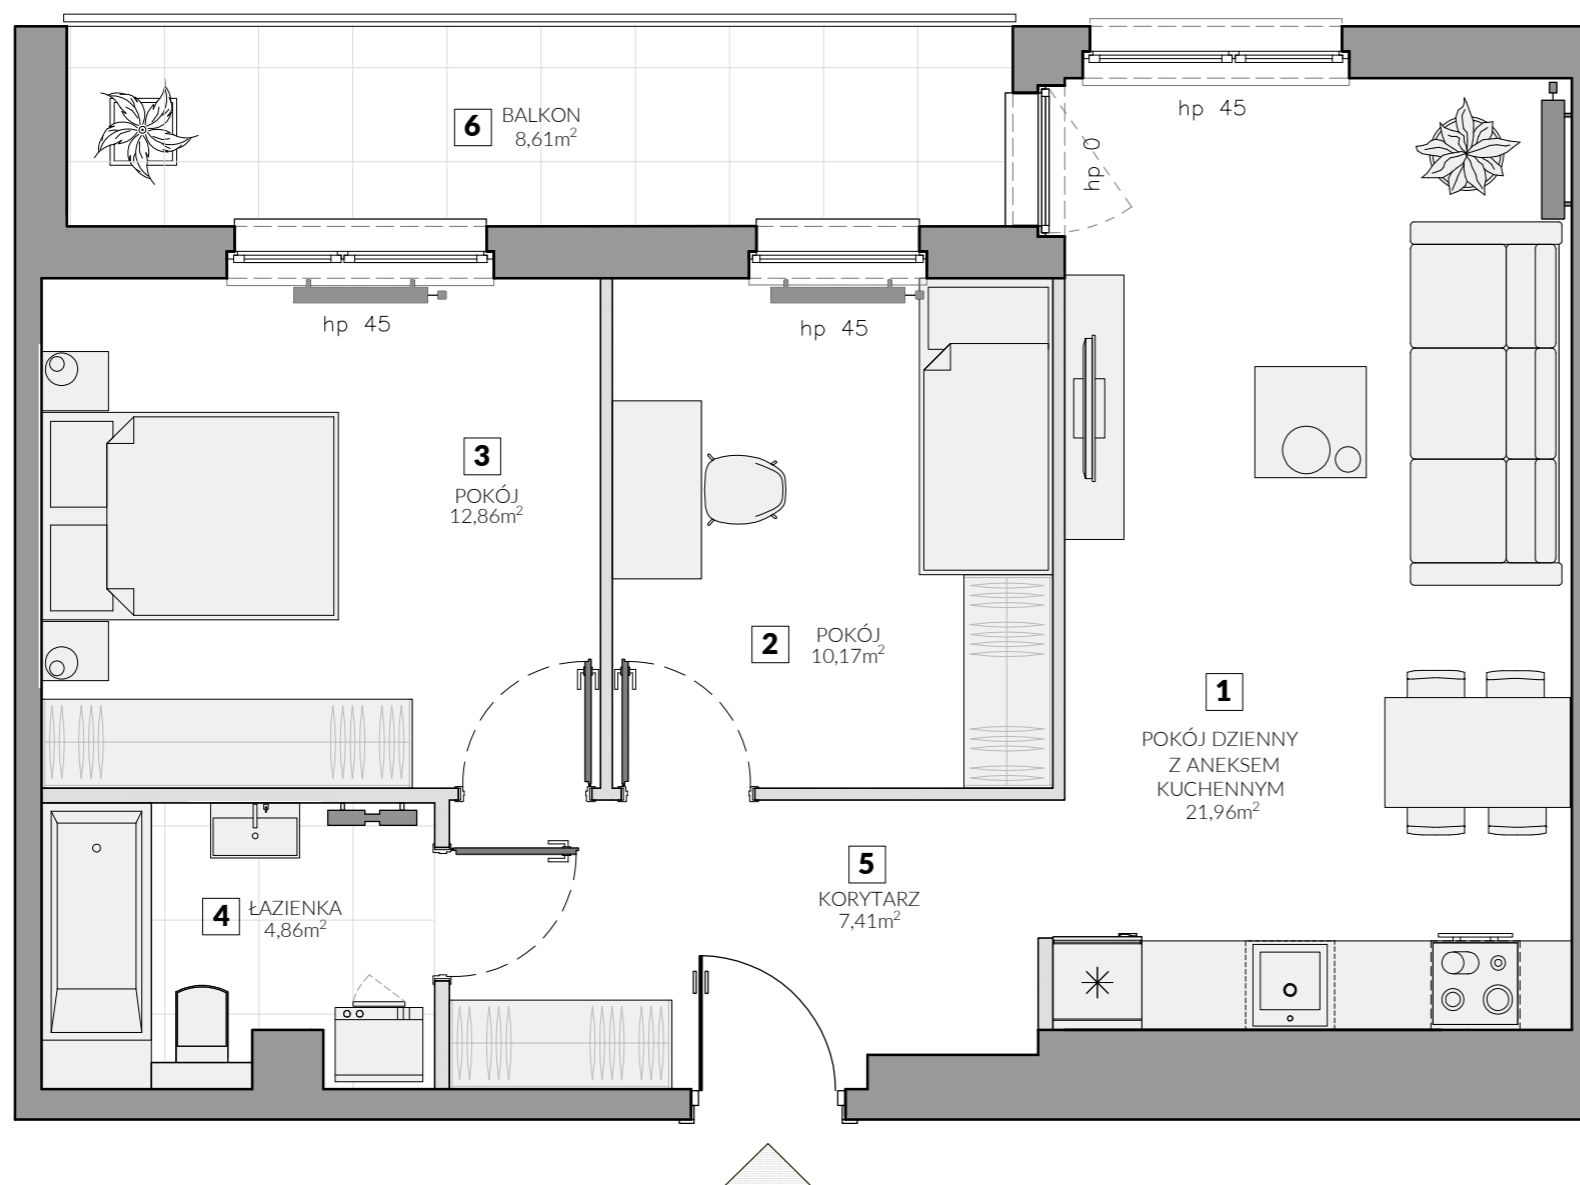 6
BALKON
8,61m²
hp 45
hp 0
hp 45
hp 45
3
POKÓJ
12,86m²
2
POKÓJ
10,17m²
1
POKÓJ DZIENNY
Z ANEKSEM
KUCHENNYM
21,96m²
5
KORYTARZ
7,41m²
4
ŁAZIENKA
4,86m²